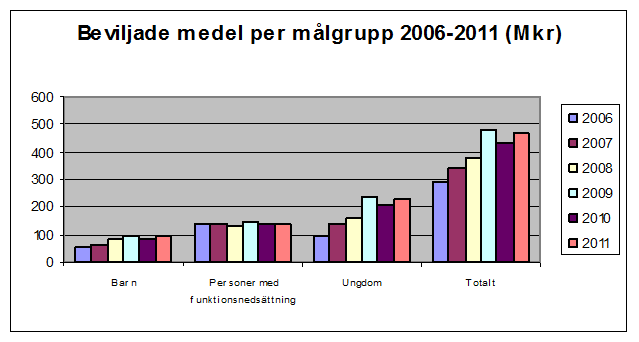 Beviljade medel per målgrupp 2006-2011 (Mkr)
600
500
400
300
200
100
0
Barn
Personer med
funktionsnedsättning
Ungdom
Totalt
2006
2007
2008
2009
2010
2011